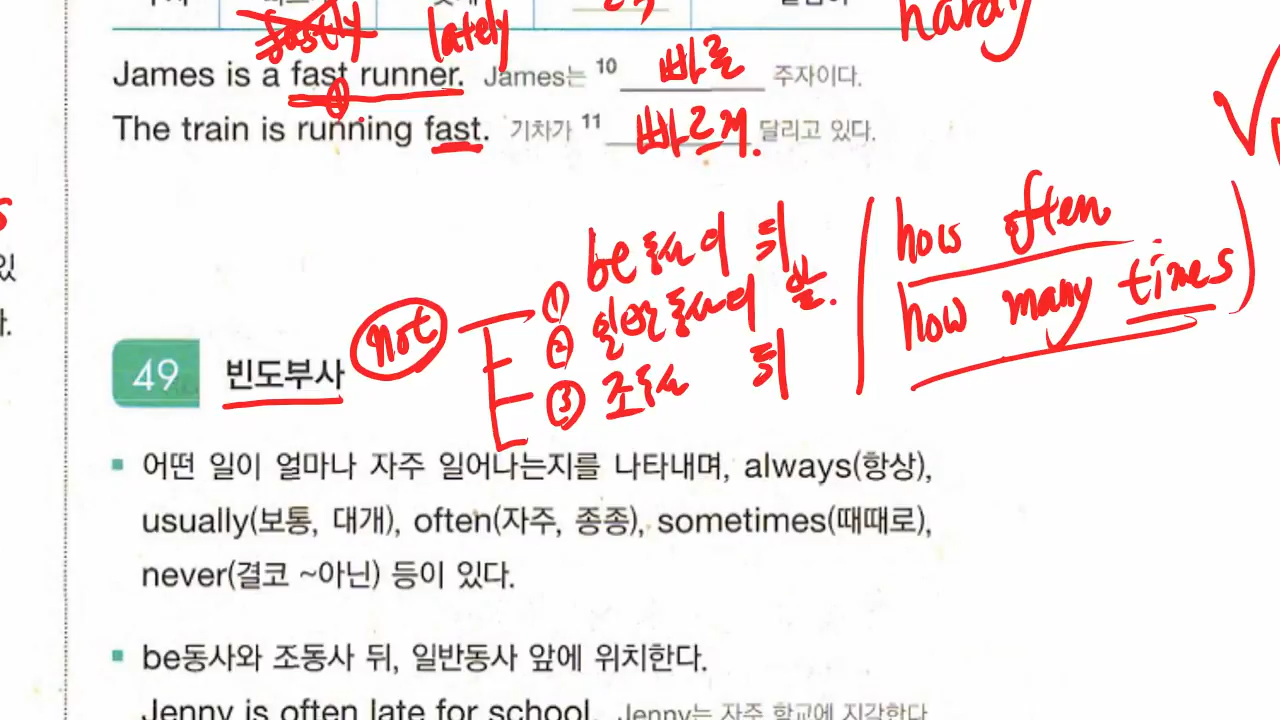 fastly lately hardly
James is a fast runner. James는 10 빠른 주자이다.
The train is running fast. 기차가 11 빠르게. 달리고 있다.
how often
how many times
not
① be동사의 뒤
② 일반동사의 앞.
③ 조동사 뒤
49 빈도부사
어떤 일이 얼마나 자주 일어나는지를 나타내며, always(항상),
usually(보통, 대개), often(자주, 종종), sometimes(때때로),
never(결코 ~아닌) 등이 있다.
be동사와 조동사 뒤, 일반동사 앞에 위치한다.
Jenny is often late for school. Jenny는 자주 학교에 지각한다